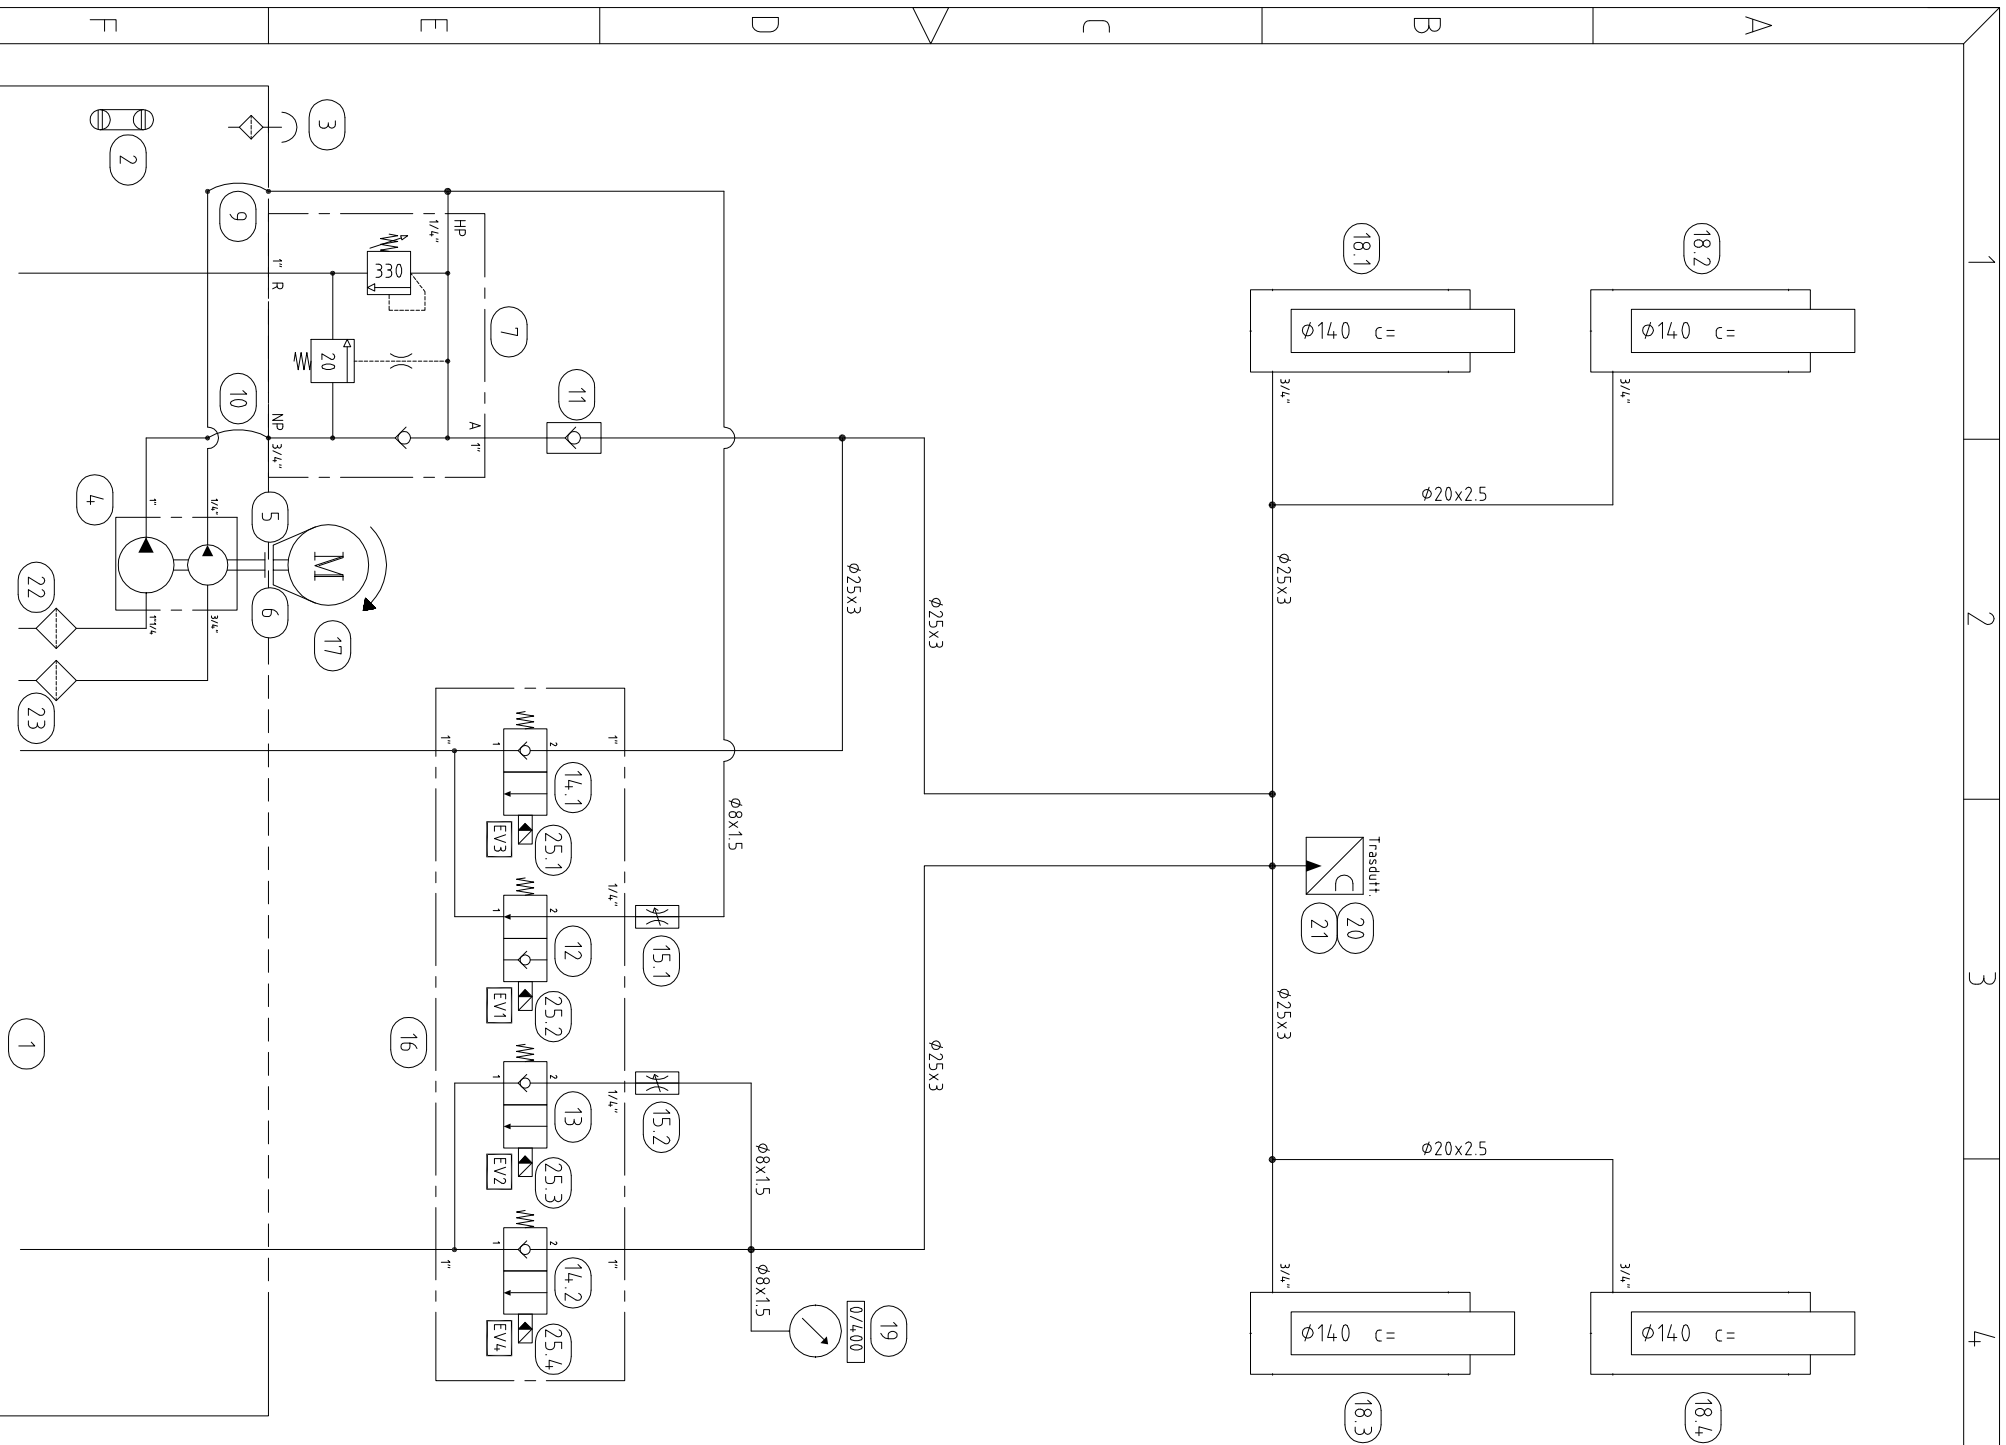 F
E
D
C
B
A
1
2
3
4
3
2
9
HP
1/4"
330
1" R
7
20
10
11
NP 3/4"
A 1"
4
1"
1/4"
5
M
6
17
22
23
1"1/4
3/4"
18.1
18.2
Ø140 c=
Ø140 c=
3/4"
3/4"
Ø20x2.5
Ø25x3
Ø25x3
Ø25x3
1"
1
2
1"
14.1
EV3
25.1
Ø8x1.5
Trasdutt.
20
21
1/4"
1
2
12
15.1
EV1
25.2
Ø25x3
Ø25x3
1
16
1
2
1/4"
13
15.2
EV2
25.3
Ø8x1.5
Ø20x2.5
1"
1
2
1"
14.2
EV4
25.4
Ø8x1.5
0/400
19
3/4"
3/4"
Ø140 c=
Ø140 c=
18.3
18.4